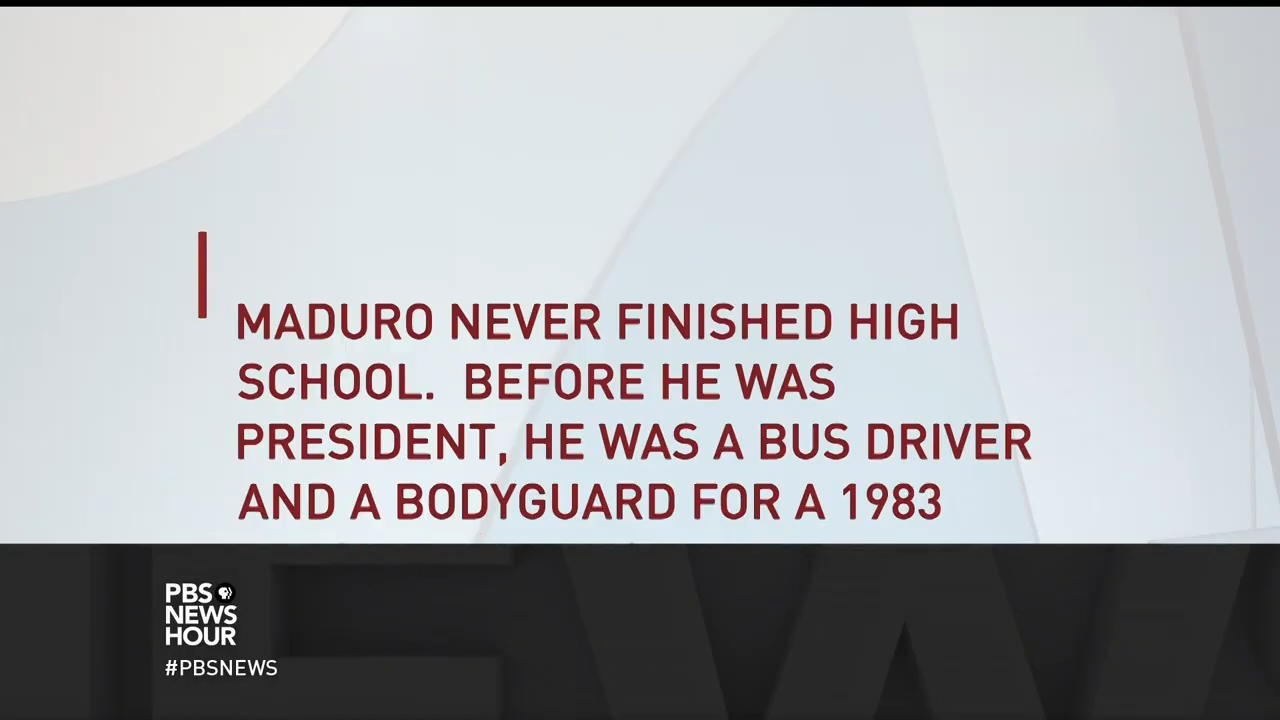 MADURO NEVER FINISHED HIGH
SCHOOL.  BEFORE HE WAS
PRESIDENT, HE WAS A BUS DRIVER
AND A BODYGUARD FOR A 1983
PBS
NEWS
HOUR
#PBSNEWS